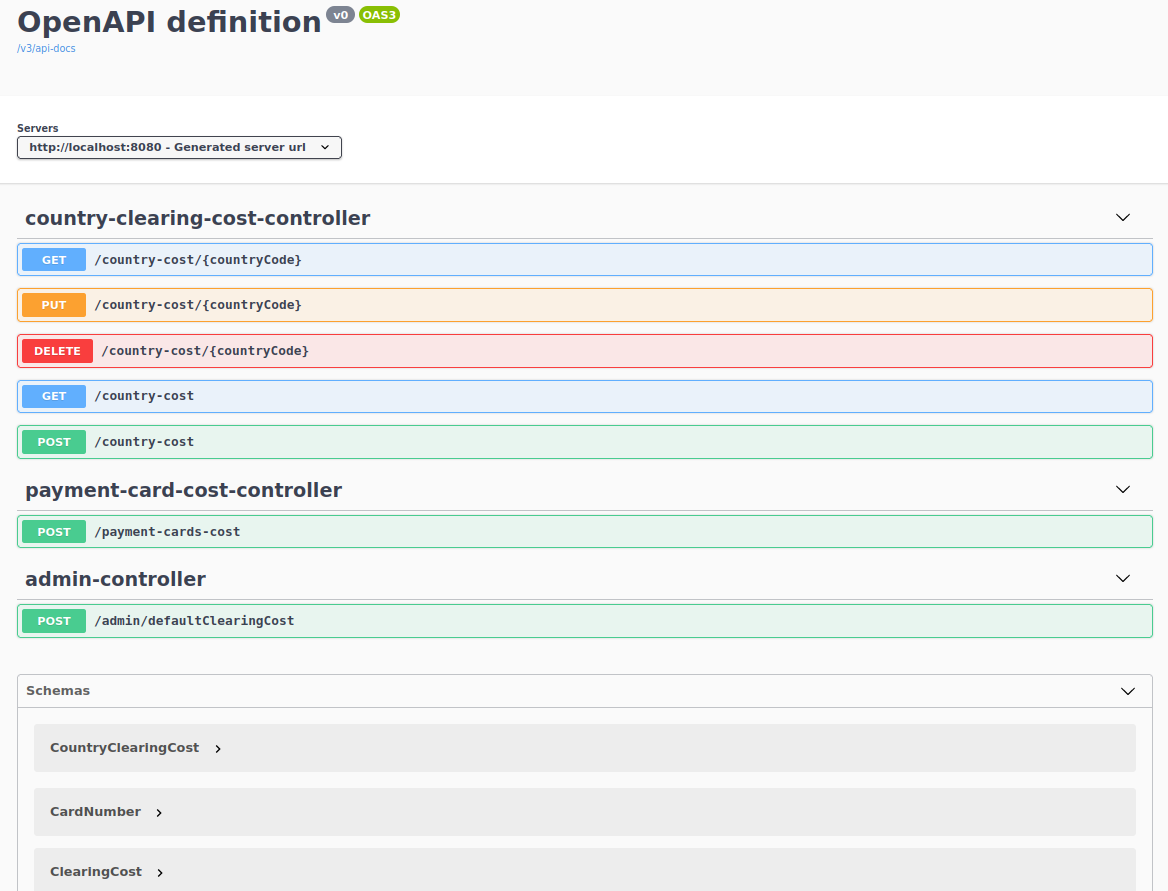 OpenAPI definition v0 OAS3
/v3/api-docs
Servers
http://localhost:8080 - Generated server url
country-clearing-cost-controller
GET /country-cost/{countryCode}
PUT /country-cost/{countryCode}
DELETE /country-cost/{countryCode}
GET /country-cost
POST /country-cost
payment-card-cost-controller
POST /payment-cards-cost
admin-controller
POST /admin/defaultClearingCost
Schemas
CountryClearingCost
CardNumber
ClearingCost